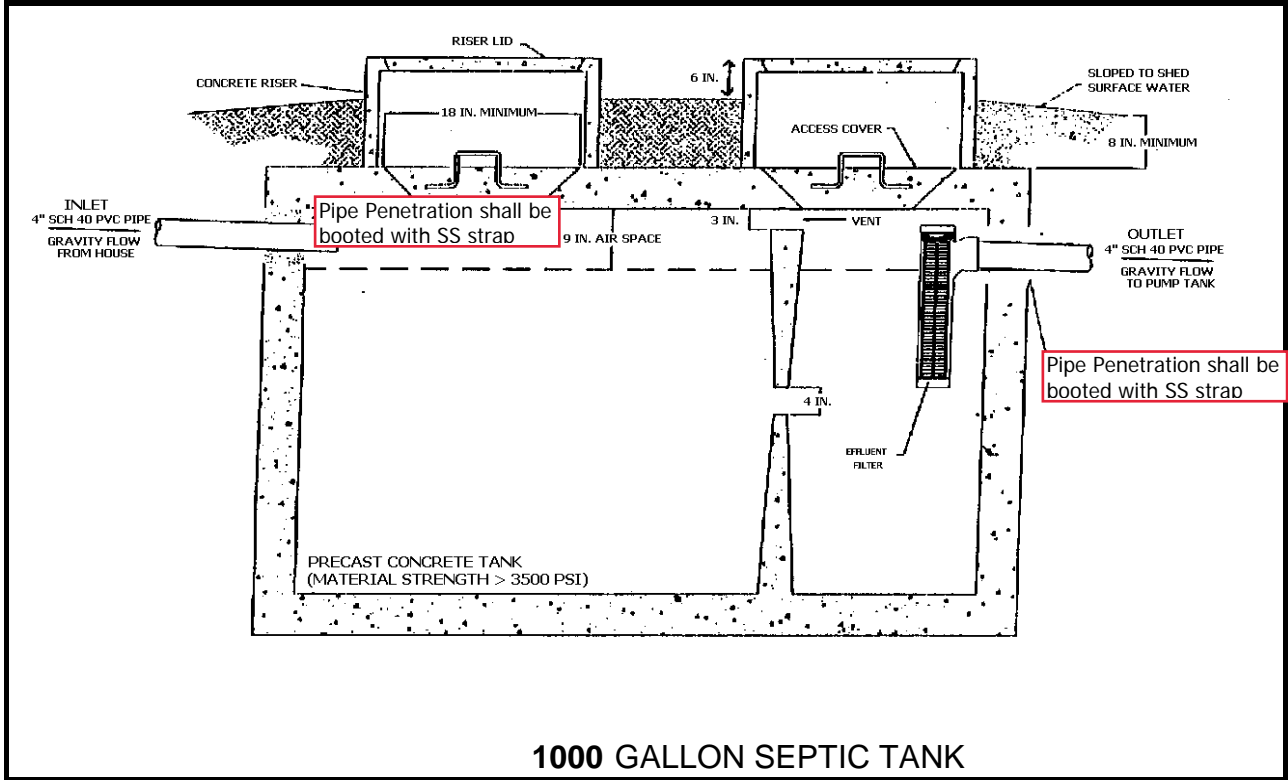 RISER LID
CONCRETE RISER
6 IN.
SLOPED TO SHED
SURFACE WATER
18 IN. MINIMUM
ACCESS COVER
8 IN. MINIMUM
INLET
4" SCH 40 PVC PIPE
GRAVITY FLOW
FROM HOUSE
Pipe Penetration shall be
booted with SS strap
9 IN. AIR SPACE
3 IN.
VENT
OUTLET
4" SCH 40 PVC PIPE
GRAVITY FLOW
TO PUMP TANK
Pipe Penetration shall be
booted with SS strap
4 IN.
EFFLUENT
FILTER
PRECAST CONCRETE TANK
(MATERIAL STRENGTH > 3500 PSI)
1000 GALLON SEPTIC TANK